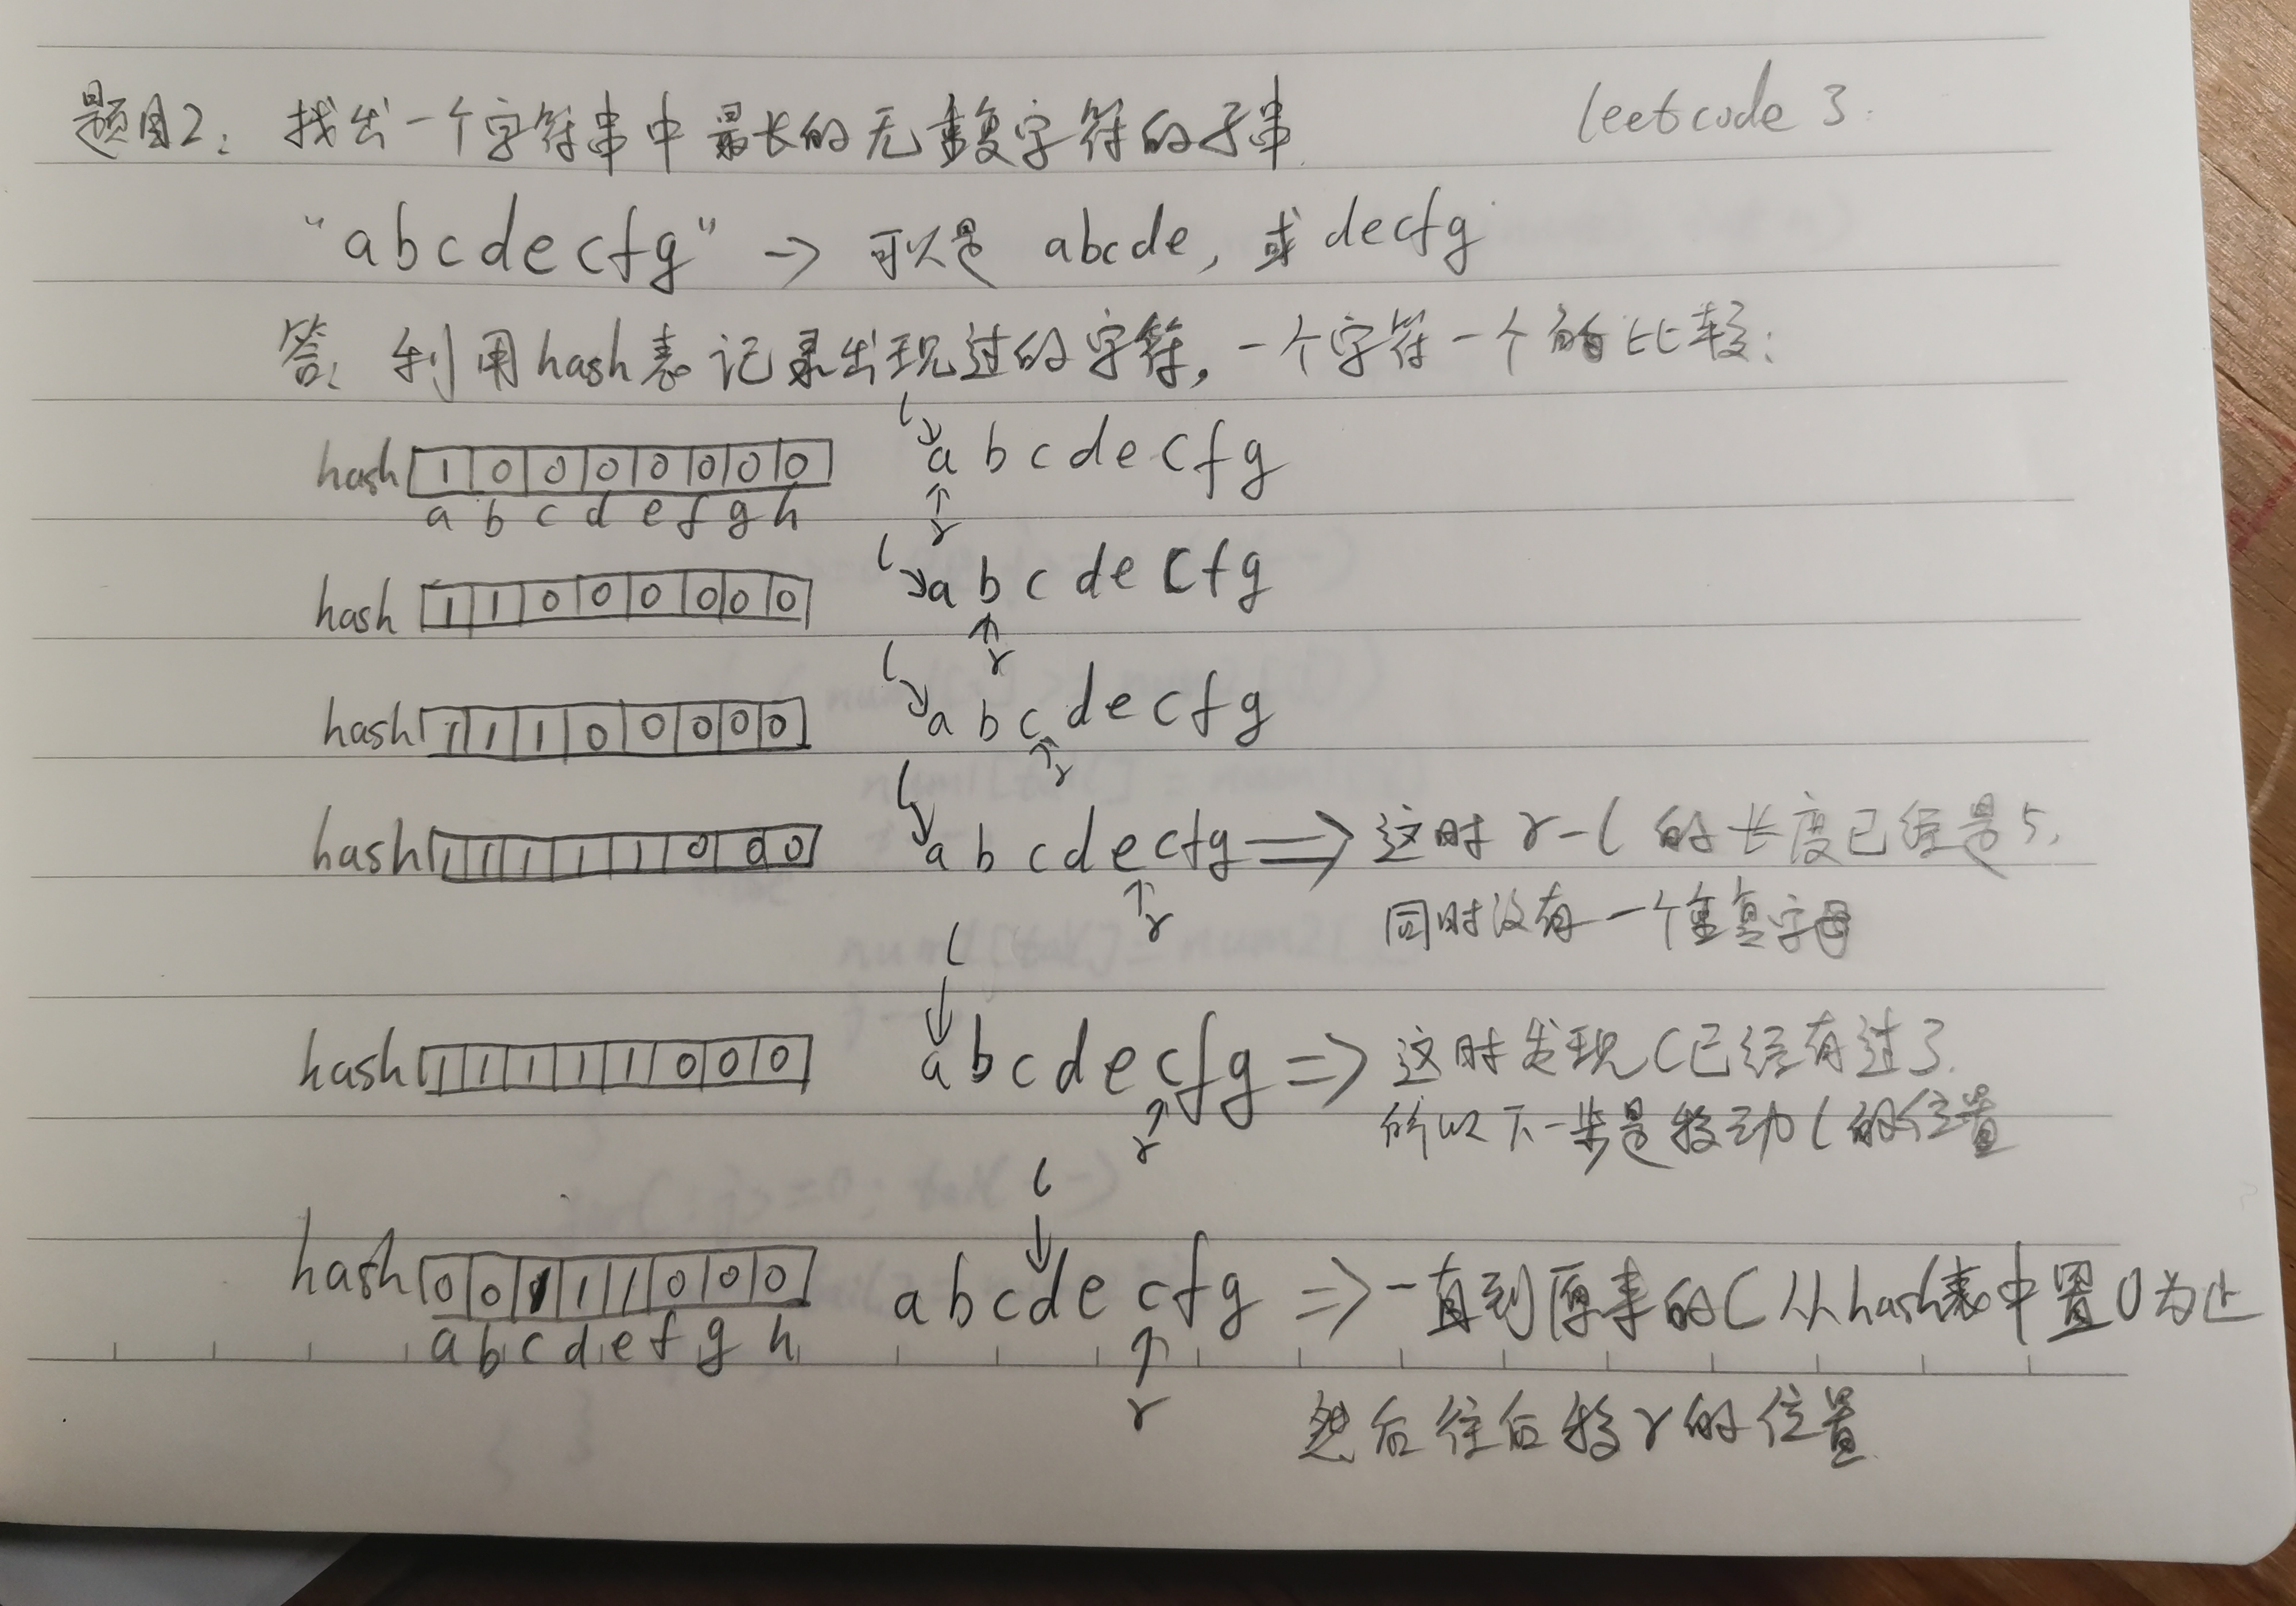 题目2: 找出一个字符串中最长的无重复字符的子串 leetcode 3.
"abcdecfg" -> 可以是 abcde, 或 decfg
答: 利用hash表记录出现过的字符,一个字符一个的比较:
hash 1 0 0 0 0 0 0 0 l a b c d e c f g
a b c d e f g h r
hash 1 1 0 0 0 0 0 0 l a b c d e c f g
r
hash 1 1 1 0 0 0 0 0 l a b c d e c f g
r
hash 1 1 1 1 1 0 0 0 l a b c d e c f g => 这时 r-l 的长度已经是5,
r 同时没有一个重复字母
l
hash 1 1 1 1 1 0 0 0 a b c d e c f g => 这时发现C已经有过了.
r 所以下一步是移动l的位置
l
hash 0 0 1 1 1 0 0 0 a b c d e c f g => 一直到原来的C从hash表中置0为止
a b c d e f g h r
然后往后移r的位置